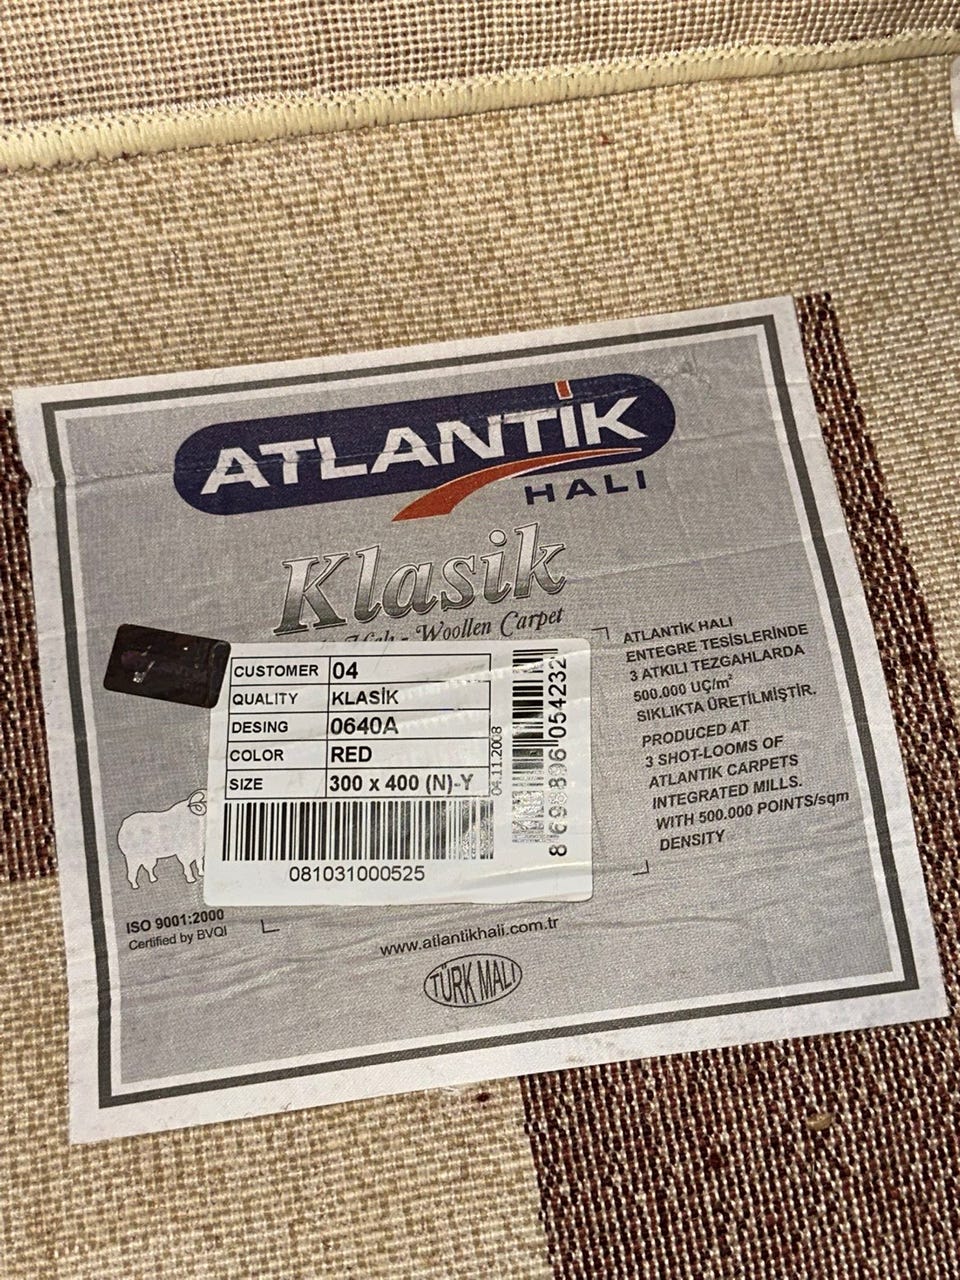 ATLANTİK
HALI
Klasik
Woollen Carpet
CUSTOMER 04
QUALITY KLASİK
DESING 0640A
COLOR RED
SIZE 300 x 400 (N)-Y
04.11.2008
081031000525
8 698896 054232
ATLANTİK HALI
ENTEGRE TESİSLERİNDE
3 ATKILI TEZGAHLARDA
500.000 UÇ/m²
SIKLIKTA ÜRETİLMİŞTİR.
PRODUCED AT
3 SHOT-LOOMS OF
ATLANTIK CARPETS
INTEGRATED MILLS.
WITH 500.000 POINTS/sqm
DENSITY
ISO 9001:2000
Certified by BVQI
www.atlantikhali.com.tr
TÜRK MALI